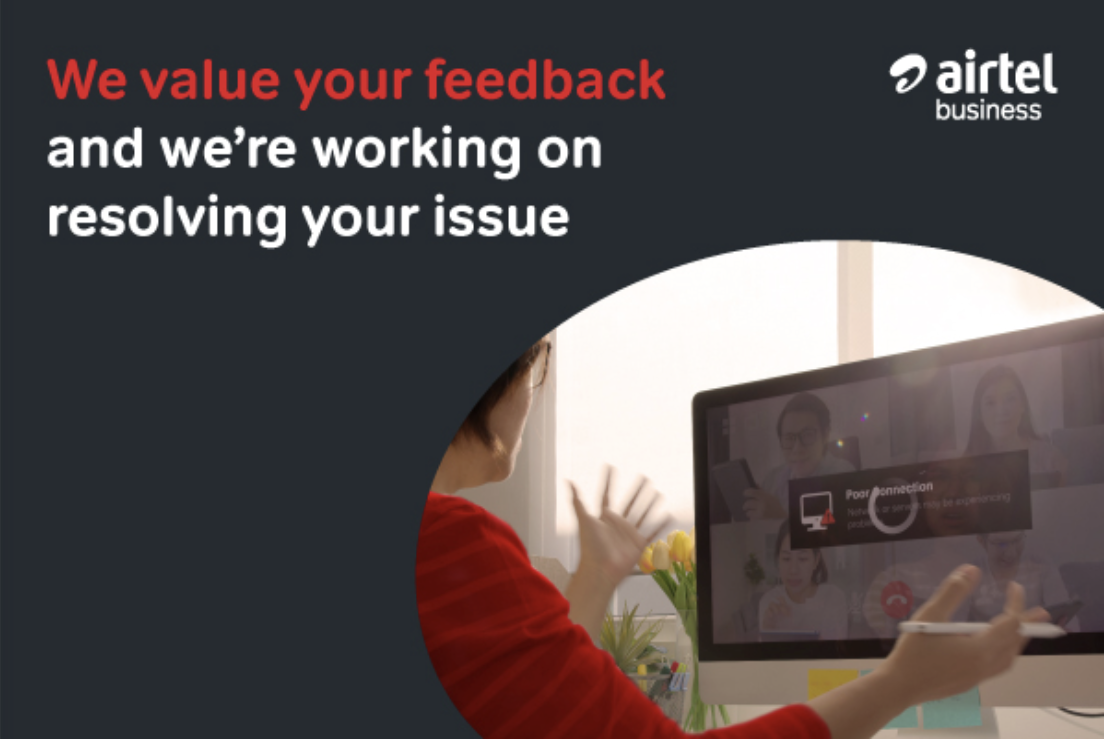 We value your feedback
and we're working on
resolving your issue
airtel
business
Poor Connection
Network or service may be experiencing